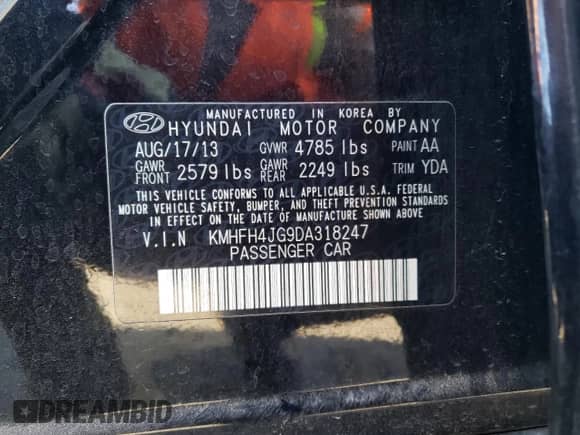 MANUFACTURED IN KOREA BY
HYUNDAI MOTOR COMPANY
AUG/17/13 GVWR 4785 lbs PAINT AA
GAWR FRONT 2579 lbs GAWR REAR 2249 lbs TRIM YDA
THIS VEHICLE CONFORMS TO ALL APPLICABLE U.S.A. FEDERAL
MOTOR VEHICLE SAFETY, BUMPER, AND THEFT PREVENTION STANDARDS
IN EFFECT ON THE DATE OF MANUFACTURE SHOWN ABOVE
V.I.N KMHFH4JG9DA318247
PASSENGER CAR
DREAMBID